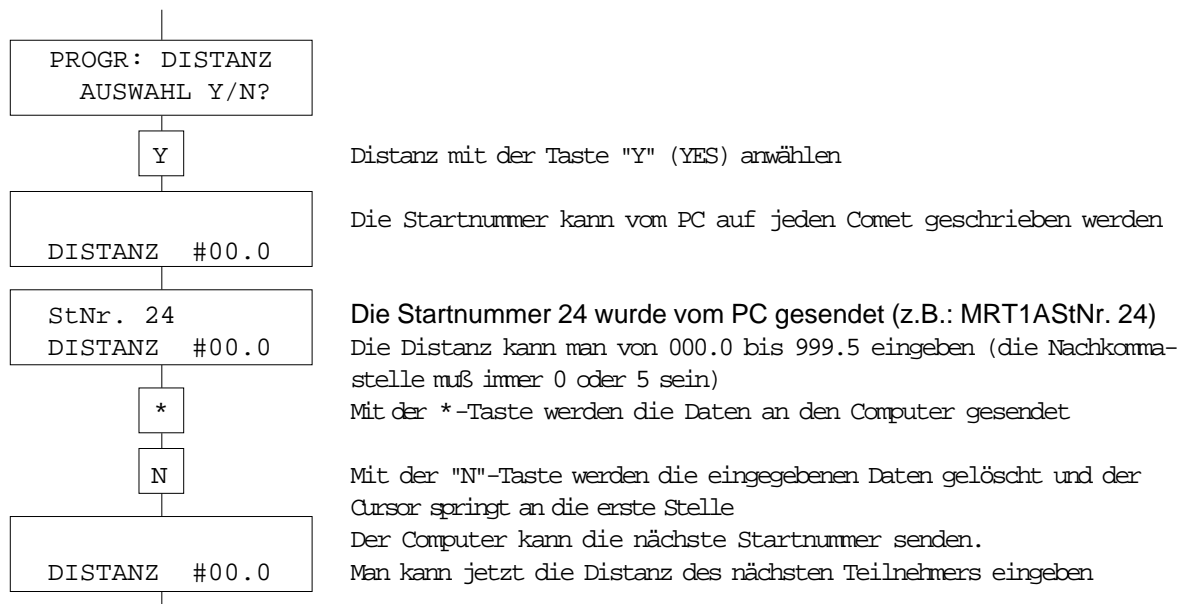 PROGR: DISTANZ
AUSWAHL Y/N?
Y
Distanz mit der Taste "Y" (YES) anwählen
Die Startnummer kann vom PC auf jeden Comet geschrieben werden
DISTANZ #00.0
StNr. 24
Die Startnummer 24 wurde vom PC gesendet (z.B.: MRT1AStNr. 24)
DISTANZ #00.0
Die Distanz kann man von 000.0 bis 999.5 eingeben (die Nachkomma-
stelle muß immer 0 oder 5 sein)
*
Mit der *-Taste werden die Daten an den Computer gesendet
N
Mit der "N"-Taste werden die eingegebenen Daten gelöscht und der
Cursor springt an die erste Stelle
Der Computer kann die nächste Startnummer senden.
DISTANZ #00.0
Man kann jetzt die Distanz des nächsten Teilnehmers eingeben